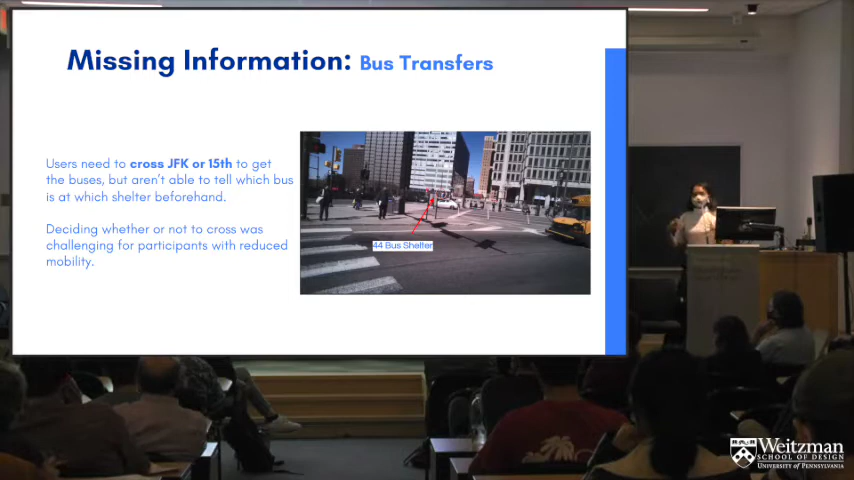 Missing Information: Bus Transfers
Users need to cross JFK or 15th to get
the buses, but aren't able to tell which bus
is at which shelter beforehand.
Deciding whether or not to cross was
challenging for participants with reduced
mobility.
44 Bus Shelter
Weitzman
SCHOOL OF DESIGN
UNIVERSITY OF PENNSYLVANIA